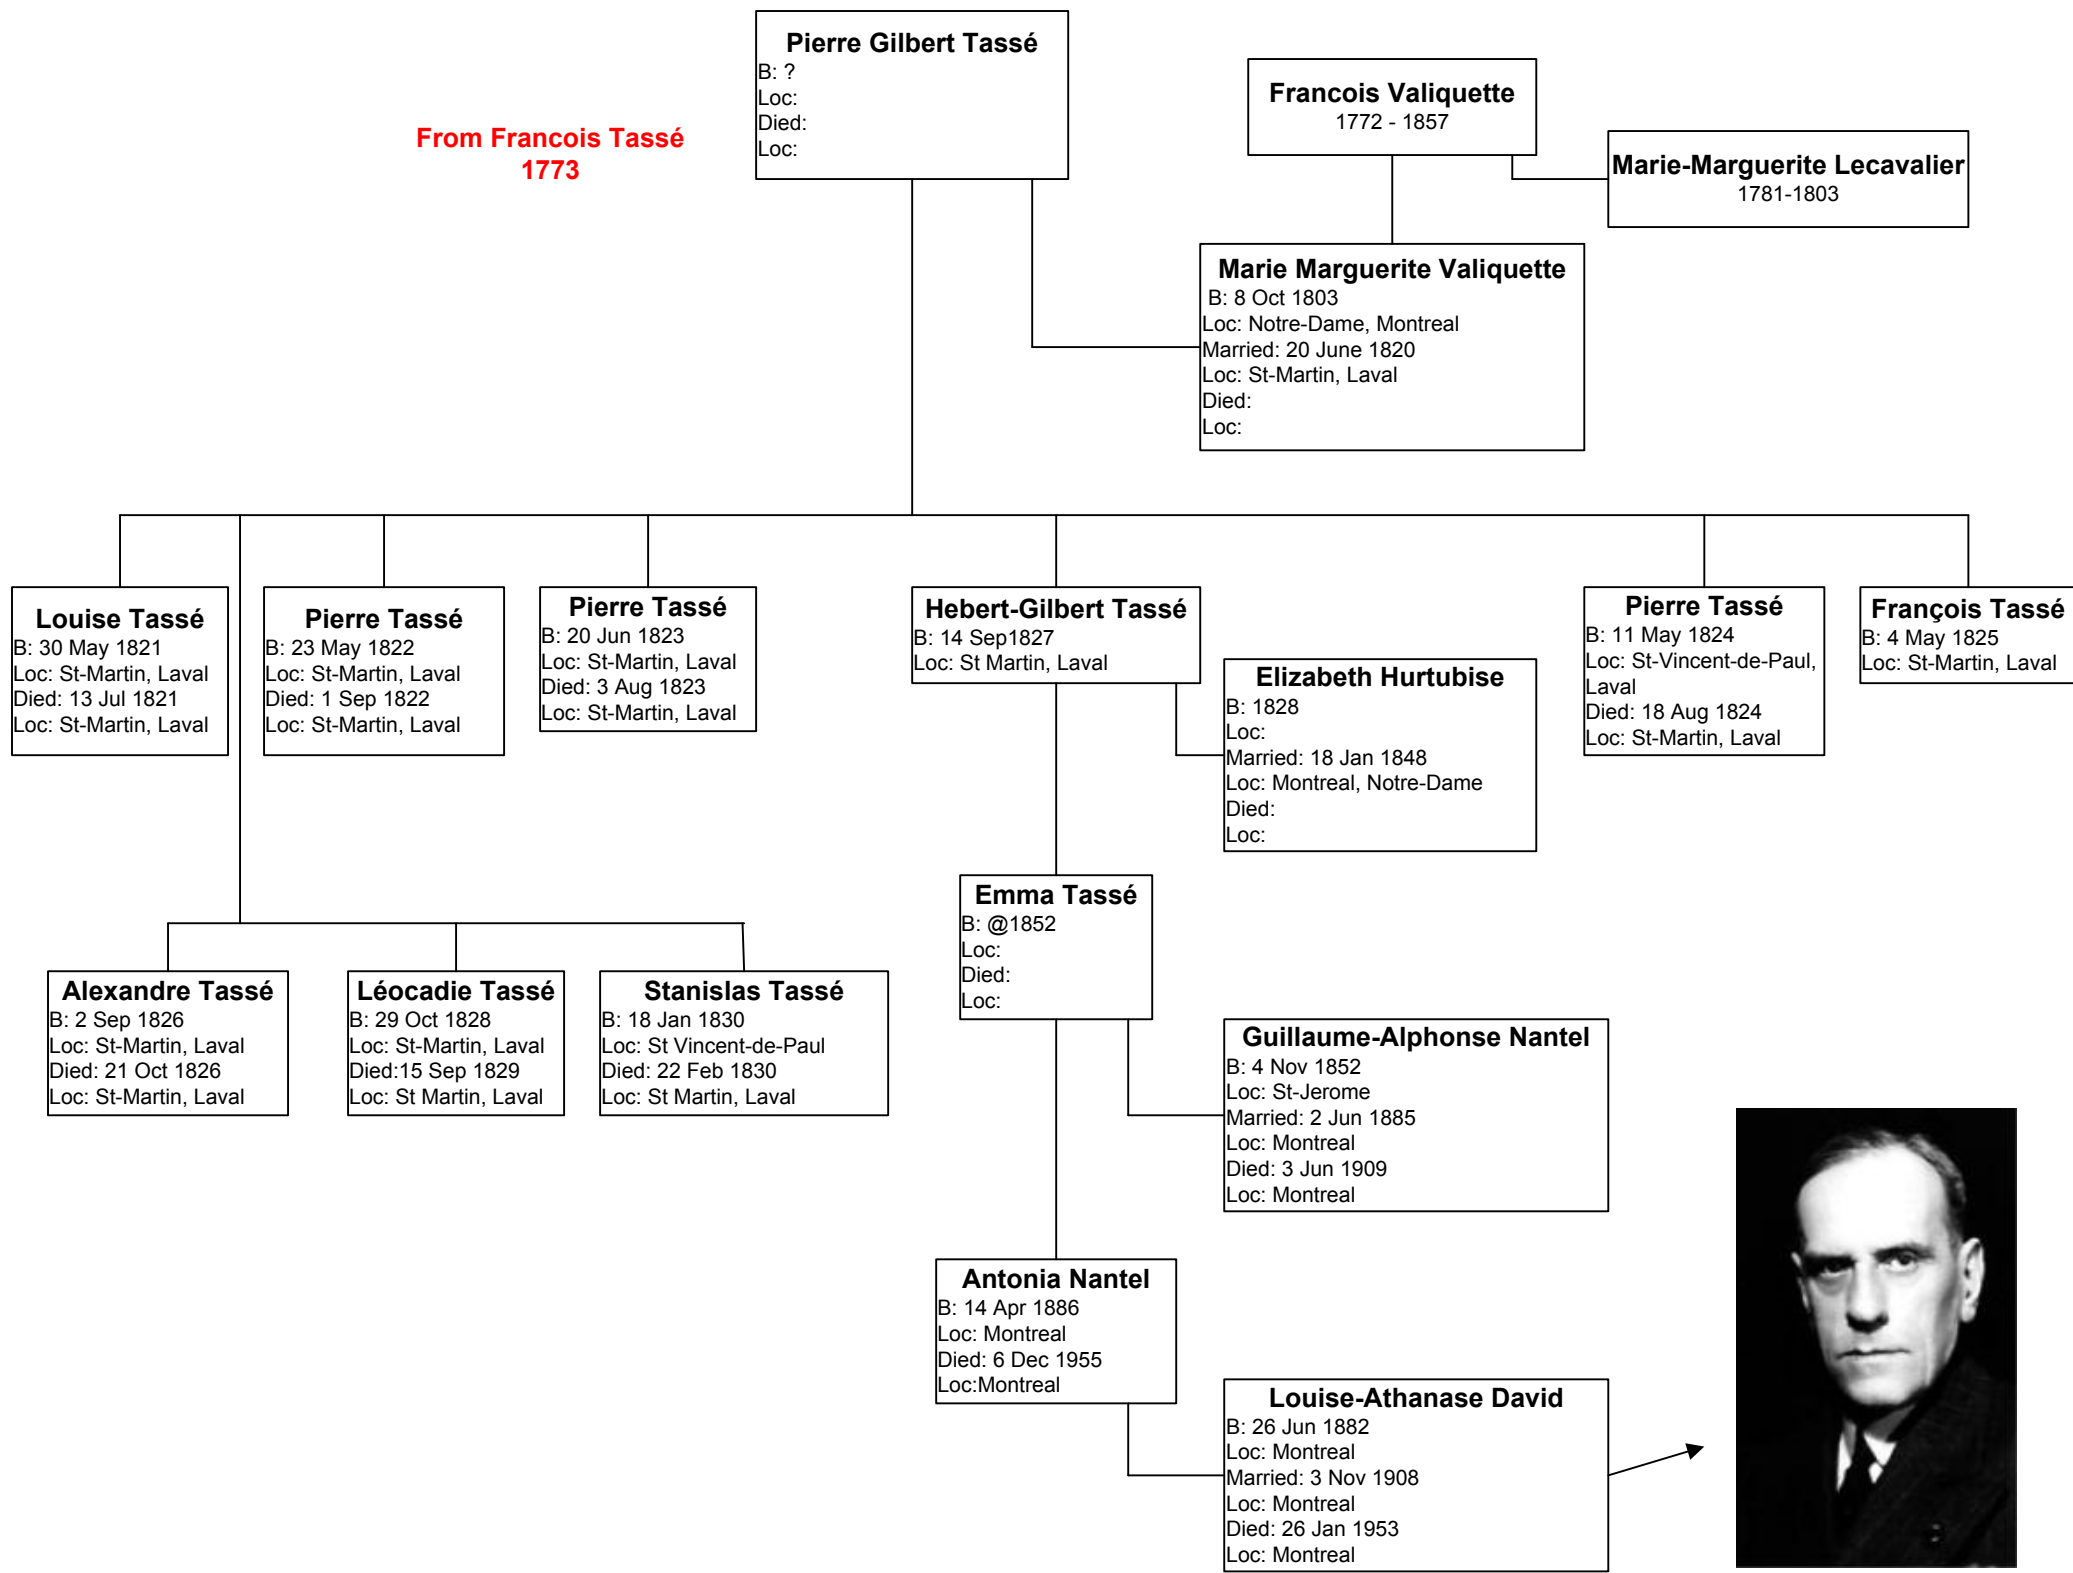 Pierre Gilbert Tassé
B: ?
Loc:
Died:
Loc:
From Francois Tassé
1773
Francois Valiquette
1772 - 1857
Marie-Marguerite Lecavalier
1781-1803
Marie Marguerite Valiquette
B: 8 Oct 1803
Loc: Notre-Dame, Montreal
Married: 20 June 1820
Loc: St-Martin, Laval
Died:
Loc:
Louise Tassé
B: 30 May 1821
Loc: St-Martin, Laval
Died: 13 Jul 1821
Loc: St-Martin, Laval
Pierre Tassé
B: 23 May 1822
Loc: St-Martin, Laval
Died: 1 Sep 1822
Loc: St-Martin, Laval
Pierre Tassé
B: 20 Jun 1823
Loc: St-Martin, Laval
Died: 3 Aug 1823
Loc: St-Martin, Laval
Hebert-Gilbert Tassé
B: 14 Sep1827
Loc: St Martin, Laval
Elizabeth Hurtubise
B: 1828
Loc:
Married: 18 Jan 1848
Loc: Montreal, Notre-Dame
Died:
Loc:
Pierre Tassé
B: 11 May 1824
Loc: St-Vincent-de-Paul,
Laval
Died: 18 Aug 1824
Loc: St-Martin, Laval
François Tassé
B: 4 May 1825
Loc: St-Martin, Laval
Emma Tassé
B: @1852
Loc:
Died:
Loc:
Alexandre Tassé
B: 2 Sep 1826
Loc: St-Martin, Laval
Died: 21 Oct 1826
Loc: St-Martin, Laval
Léocadie Tassé
B: 29 Oct 1828
Loc: St-Martin, Laval
Died:15 Sep 1829
Loc: St Martin, Laval
Stanislas Tassé
B: 18 Jan 1830
Loc: St Vincent-de-Paul
Died: 22 Feb 1830
Loc: St Martin, Laval
Guillaume-Alphonse Nantel
B: 4 Nov 1852
Loc: St-Jerome
Married: 2 Jun 1885
Loc: Montreal
Died: 3 Jun 1909
Loc: Montreal
Antonia Nantel
B: 14 Apr 1886
Loc: Montreal
Died: 6 Dec 1955
Loc:Montreal
Louise-Athanase David
B: 26 Jun 1882
Loc: Montreal
Married: 3 Nov 1908
Loc: Montreal
Died: 26 Jan 1953
Loc: Montreal